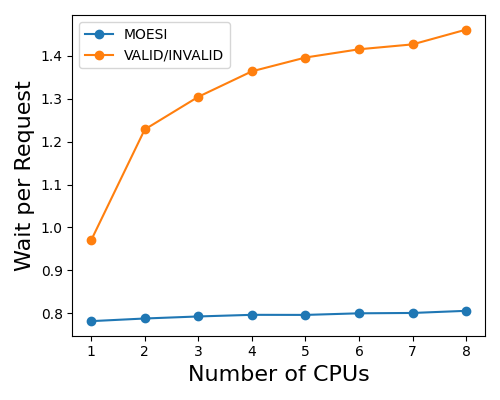 MOESI
VALID/INVALID
Wait per Request
1.4
1.3
1.2
1.1
1.0
0.9
0.8
1 2 3 4 5 6 7 8
Number of CPUs